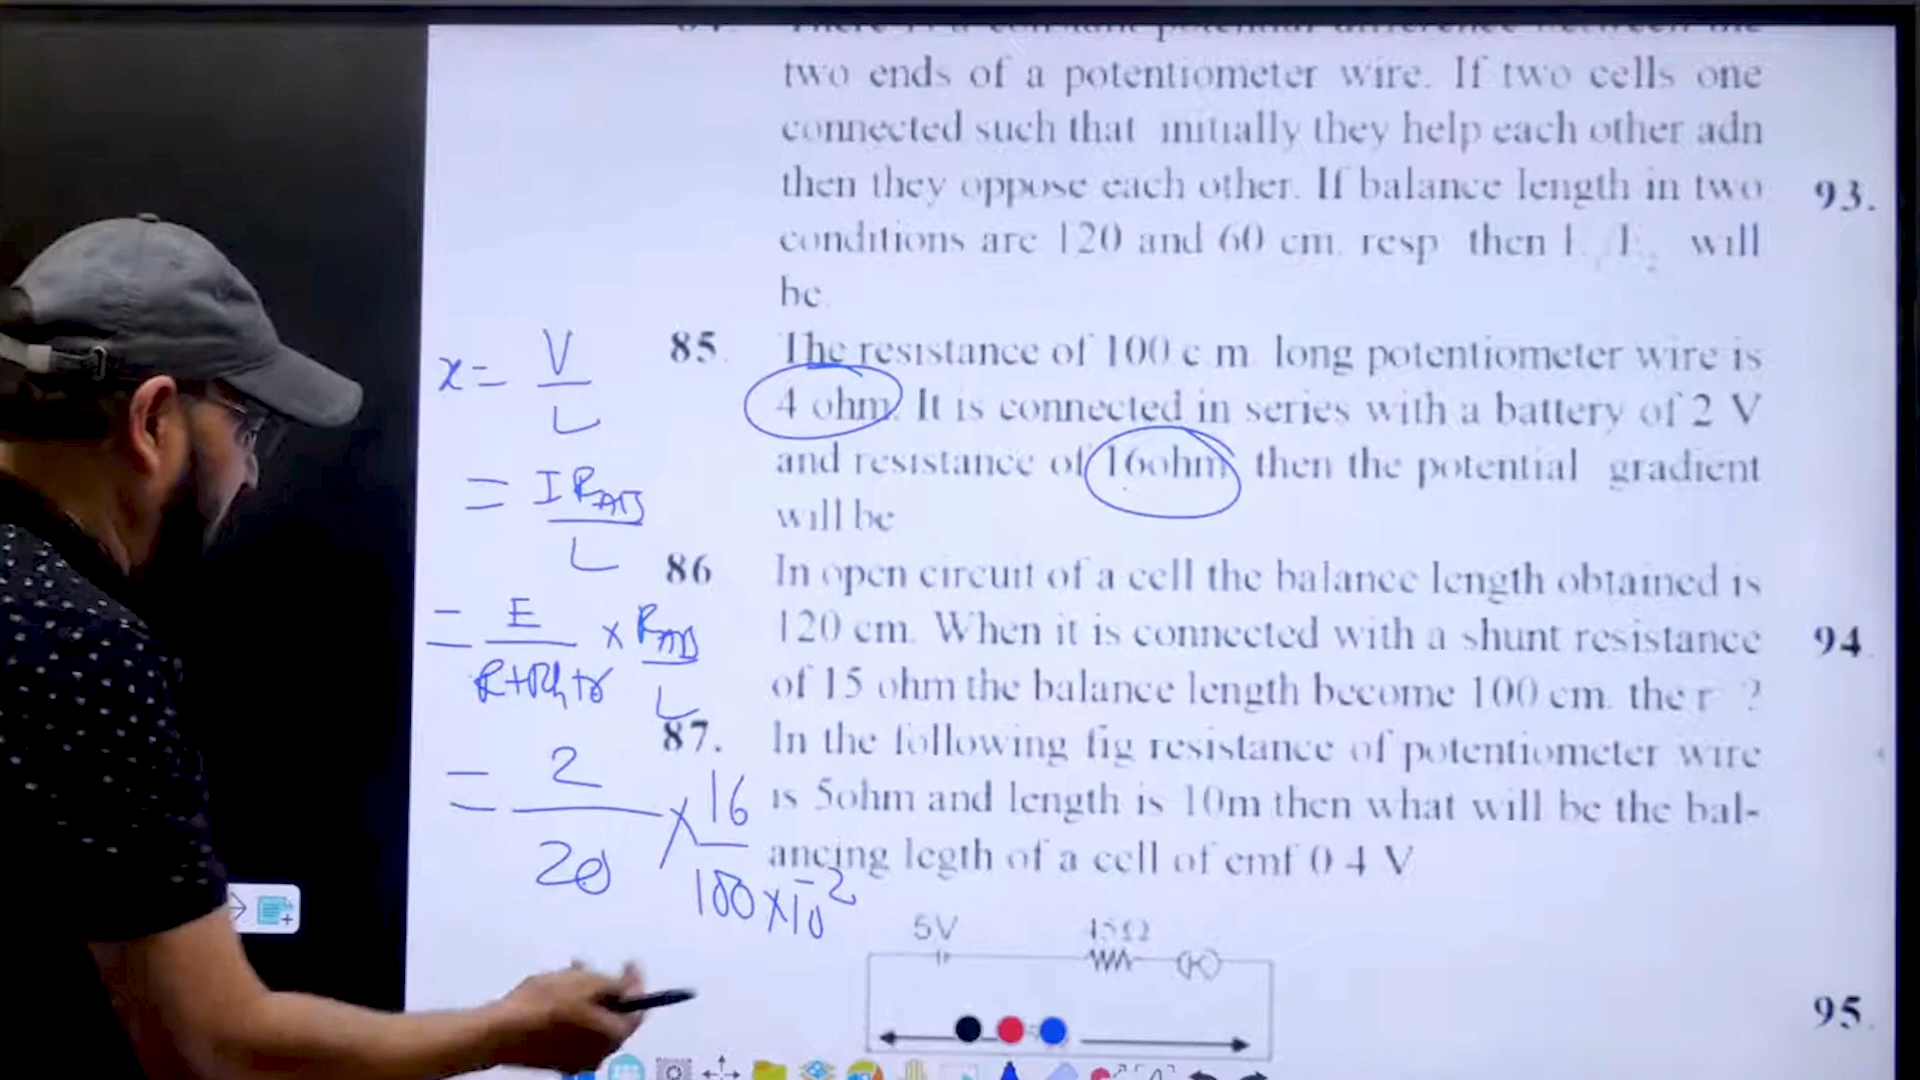 two ends of a potentiometer wire. If two cells one
connected such that initially they help each other adn
then they oppose each other. If balance length in two
conditions are 120 and 60 cm. resp then will
be.
85. The resistance of 100 c.m. long potentiometer wire is
4 ohm. It is connected in series with a battery of 2 V
and resistance of 16ohm then the potential gradient
will be
86 In open circuit of a cell the balance length obtained is
120 cm. When it is connected with a shunt resistance
of 15 ohm the balance length become 100 cm. the r ?
87. In the following fig resistance of potentiometer wire
is 5ohm and length is 10m then what will be the bal-
ancing legth of a cell of emf 0.4 V
5V 45Ω
K
93.
94
95.
x = V/L
= I R_AB / L
= E / (R+Rh+r) × R_AB / L
= 2/20 × 16 / (100×10^-2)